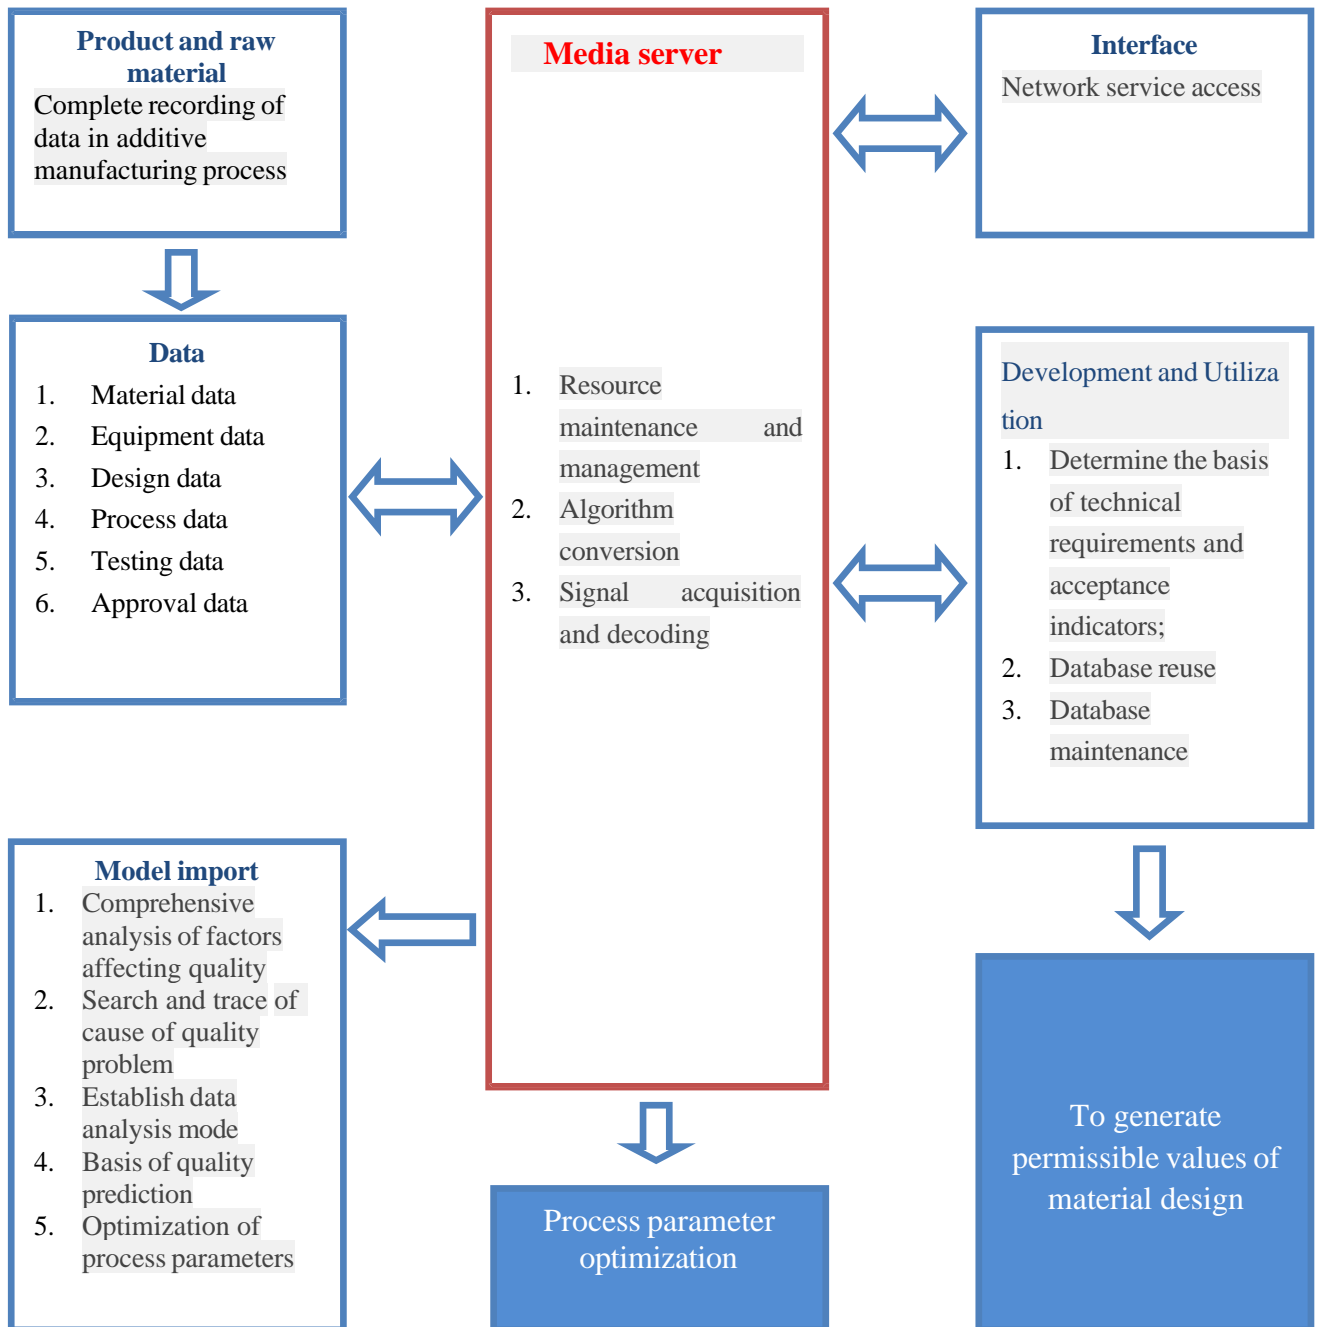 Product and raw
material
Complete recording of
data in additive
manufacturing process
Data
1. Material data
2. Equipment data
3. Design data
4. Process data
5. Testing data
6. Approval data
Model import
1. Comprehensive
analysis of factors
affecting quality
2. Search and trace of
cause of quality
problem
3. Establish data
analysis mode
4. Basis of quality
prediction
5. Optimization of
process parameters
Media server
1. Resource
maintenance and
management
2. Algorithm
conversion
3. Signal acquisition
and decoding
Process parameter
optimization
Interface
Network service access
Development and Utiliza
tion
1. Determine the basis
of technical
requirements and
acceptance
indicators;
2. Database reuse
3. Database
maintenance
To generate
permissible values of
material design